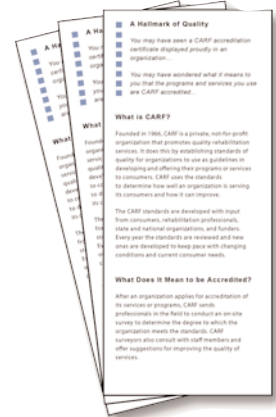 A Hallmark of Quality
You may have seen a CARF accreditation
certificate displayed proudly in an
organization...
You may have wondered what it means to
you that the programs and services you use
are CARF accredited...
What is CARF?
Founded in 1966, CARF is a private, not-for-profit
organization that promotes quality rehabilitation
services. It does this by establishing standards of
quality for organizations to use as guidelines in
developing and offering their programs or services
to consumers. CARF uses the standards
to determine how well an organization is serving
its consumers and how it can improve.
The CARF standards are developed with input
from consumers, rehabilitation professionals,
state and national organizations, and funders.
Every year the standards are reviewed and new
ones are developed to keep pace with changing
conditions and current consumer needs.
What Does It Mean to be Accredited?
After an organization applies for accreditation of
its services or programs, CARF sends
professionals in the field to conduct an on-site
survey to determine the degree to which the
organization meets the standards. CARF
surveyors also consult with staff members and
offer suggestions for improving the quality of
services.